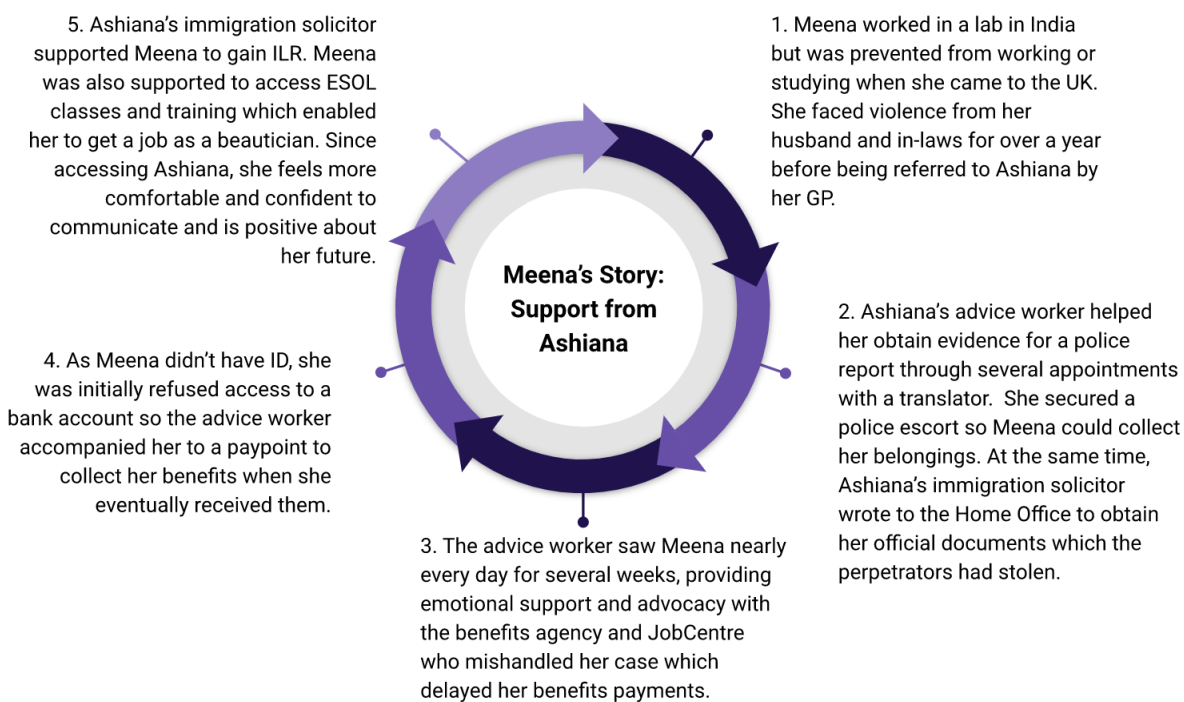 Meena’s Story:
Support from
Ashiana
1. Meena worked in a lab in India
but was prevented from working or
studying when she came to the UK.
She faced violence from her
husband and in-laws for over a year
before being referred to Ashiana by
her GP.
2. Ashiana’s advice worker helped
her obtain evidence for a police
report through several appointments
with a translator.  She secured a
police escort so Meena could collect
her belongings. At the same time,
Ashiana’s immigration solicitor
wrote to the Home Office to obtain
her official documents which the
perpetrators had stolen.
3. The advice worker saw Meena nearly
every day for several weeks, providing
emotional support and advocacy with
the benefits agency and JobCentre
who mishandled her case which
delayed her benefits payments.
4. As Meena didn’t have ID, she
was initially refused access to a
bank account so the advice worker
accompanied her to a paypoint to
collect her benefits when she
eventually received them.
5. Ashiana’s immigration solicitor
supported Meena to gain ILR. Meena
was also supported to access ESOL
classes and training which enabled
her to get a job as a beautician. Since
accessing Ashiana, she feels more
comfortable and confident to
communicate and is positive about
her future.